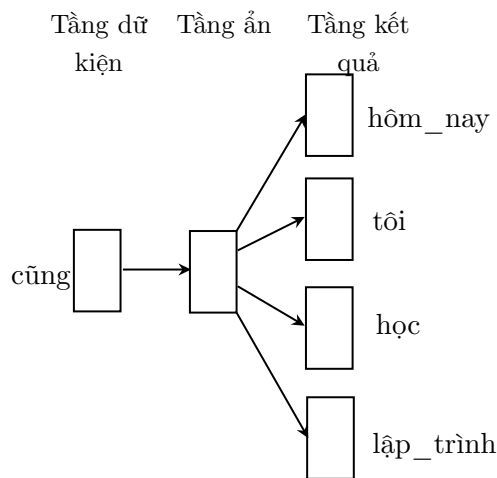 Tầng dữ kiện
Tầng ẩn
Tầng kết quả
hôm_nay
tôi
cũng
học
lập_trình